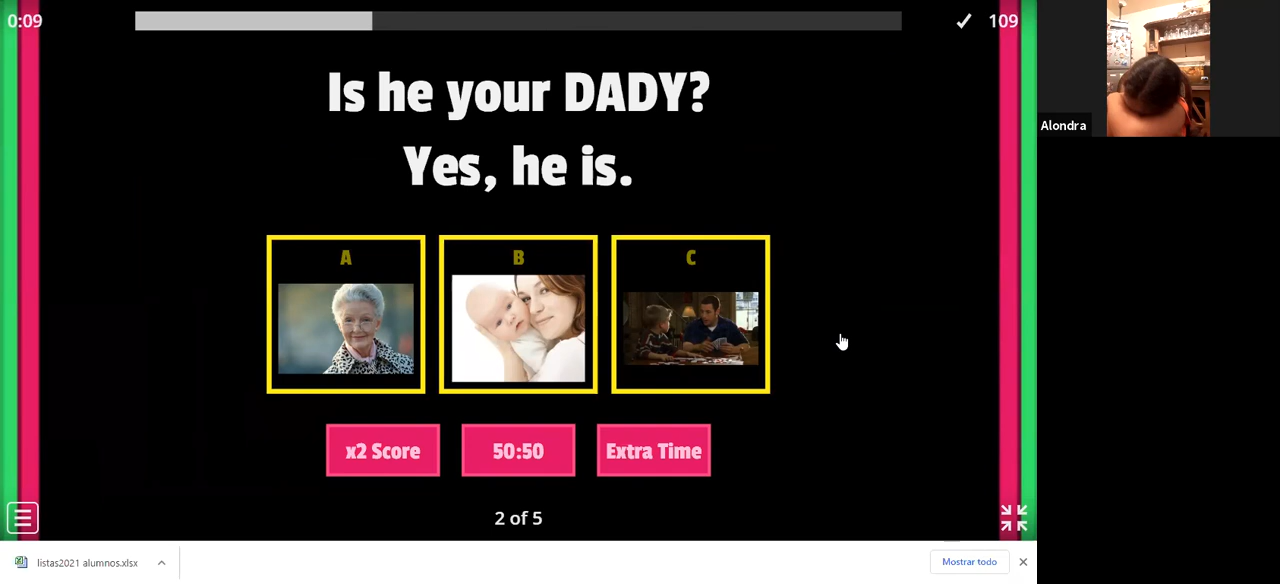 0:09
109
Is he your DADY?
Yes, he is.
A
B
C
x2 Score
50:50
Extra Time
2 of 5
Alondra
listas2021 alumnos.xlsx
Mostrar todo